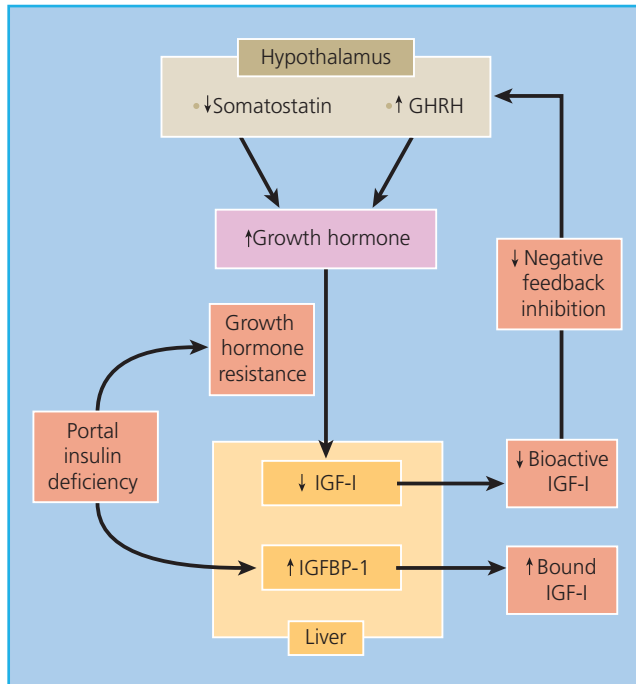 Hypothalamus
• ↓Somatostatin
• ↑ GHRH
↑Growth hormone
↓ Negative
feedback
inhibition
Growth
hormone
resistance
Portal
insulin
deficiency
↓ IGF-I
↓ Bioactive
IGF-I
↑ IGFBP-1
↑ Bound
IGF-I
Liver